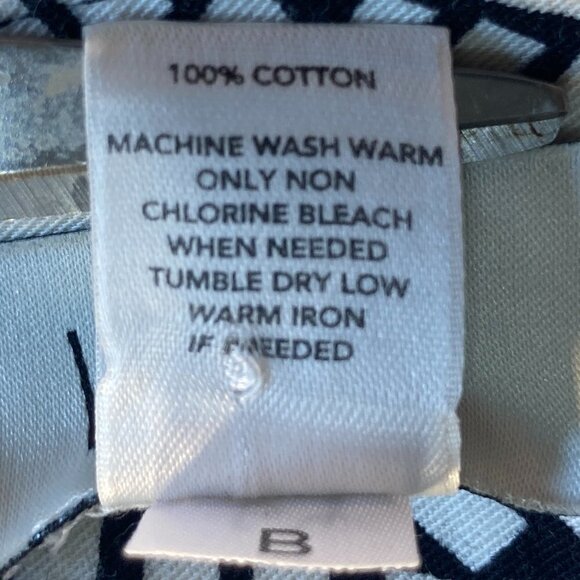 100% COTTON
MACHINE WASH WARM
ONLY NON
CHLORINE BLEACH
WHEN NEEDED
TUMBLE DRY LOW
WARM IRON
IF NEEDED
B